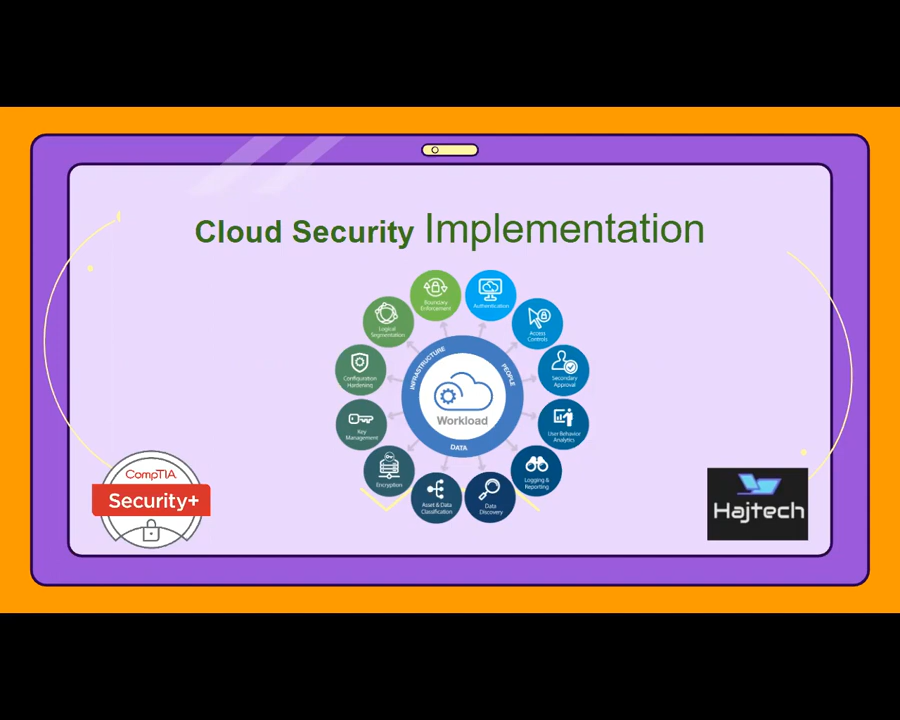 Cloud Security Implementation
Boundary
Enforcement
Authentication
Logical
Segmentation
Access
Controls
INFRASTRUCTURE
PEOPLE
Configuration
Hardening
Secondary
Approval
Workload
Key
Management
User Behavior
Analytics
DATA
Encryption
Logging &
Reporting
Asset & Data
Classification
Data
Discovery
CompTIA
Security+
Hajtech